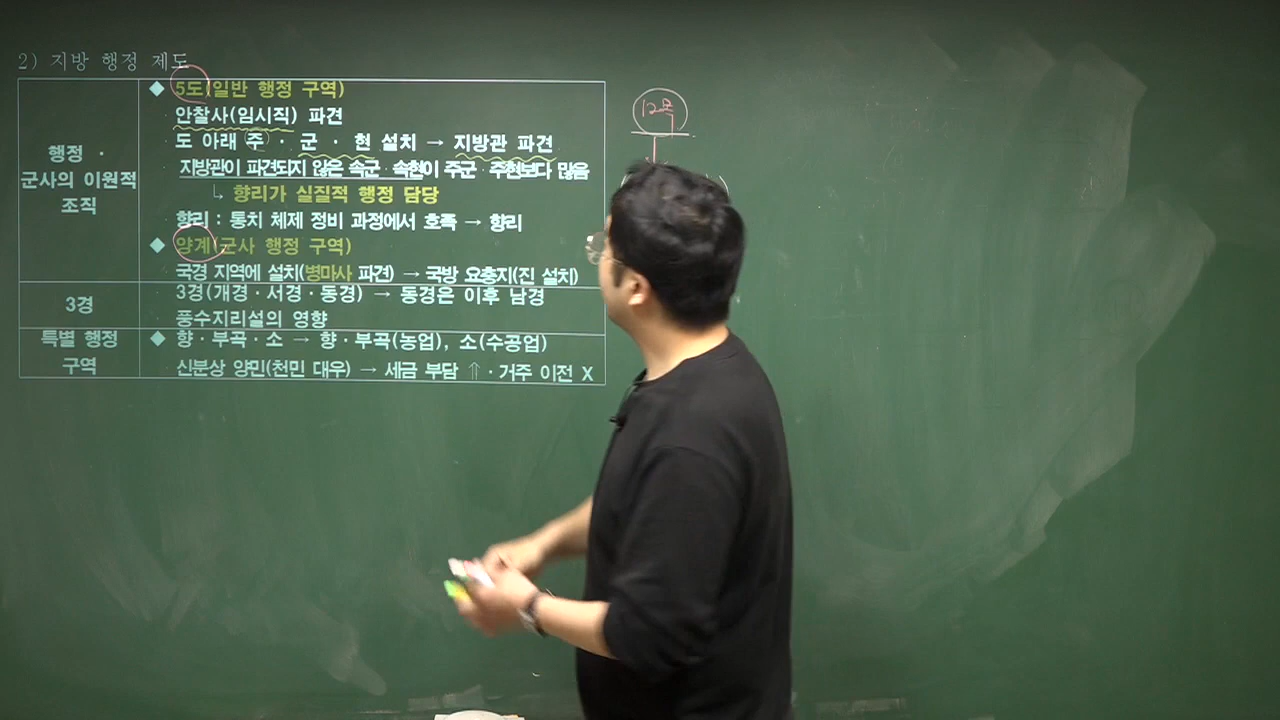 2) 지방 행정 제도
행정 ·
군사의 이원적
조직
◆ 5도(일반 행정 구역)
안찰사(임시직) 파견
도 아래 주 · 군 · 현 설치 → 지방관 파견
지방관이 파견되지 않은 속군 · 속현이 주군 · 주현보다 많음
↳ 향리가 실질적 행정 담당
향리 : 통치 체제 정비 과정에서 호족 → 향리
◆ 양계(군사 행정 구역)
국경 지역에 설치(병마사 파견) → 국방 요충지(진 설치)
3경
3경(개경 · 서경 · 동경) → 동경은 이후 남경
풍수지리설의 영향
특별 행정
구역
◆ 향 · 부곡 · 소 → 향 · 부곡(농업), 소(수공업)
신분상 양민(천민 대우) → 세금 부담 ⇑ · 거주 이전 X
12목